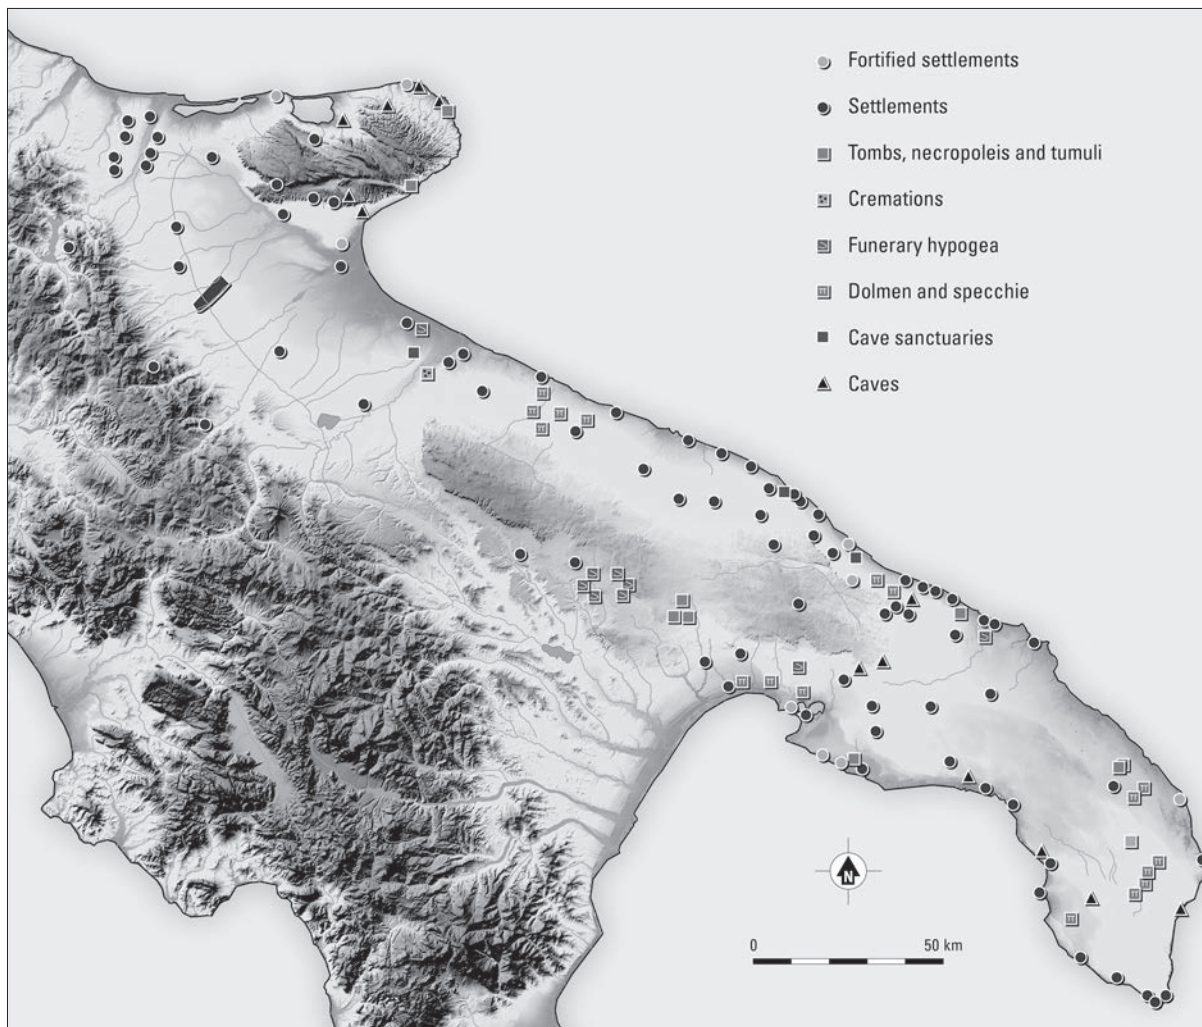 Fortified settlements
Settlements
Tombs, necropoleis and tumuli
Cremations
Funerary hypogea
Dolmen and specchie
Cave sanctuaries
Caves
N
0 50 km